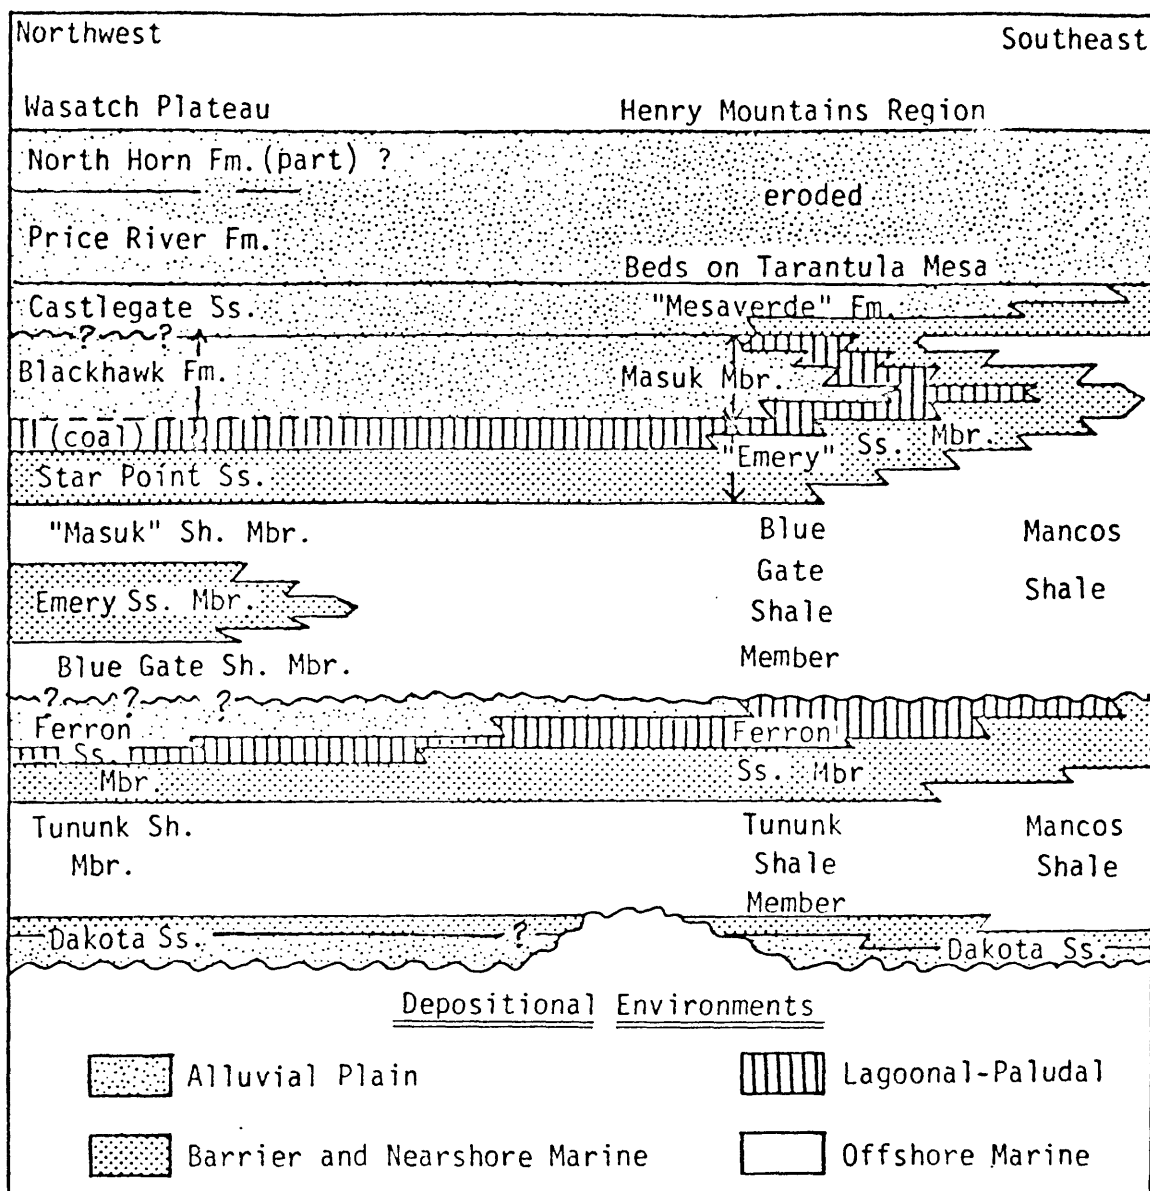 Northwest Southeast
Wasatch Plateau Henry Mountains Region
North Horn Fm. (part) ?
eroded
Price River Fm.
Beds on Tarantula Mesa
Castlegate Ss. "Mesaverde" Fm.
? ?
Blackhawk Fm. Masuk Mbr.
(coal) "Emery" Ss. Mbr.
Star Point Ss.
"Masuk" Sh. Mbr. Blue Mancos
Gate Shale
Emery Ss. Mbr. Shale
Blue Gate Sh. Mbr. Member
? ? ?
Ferron Ferron
Ss. Ss. Mbr
Mbr.
Tununk Sh. Tununk Mancos
Mbr. Shale Shale
Member
Dakota Ss. ? Dakota Ss.
Depositional Environments
Alluvial Plain Lagoonal-Paludal
Barrier and Nearshore Marine Offshore Marine